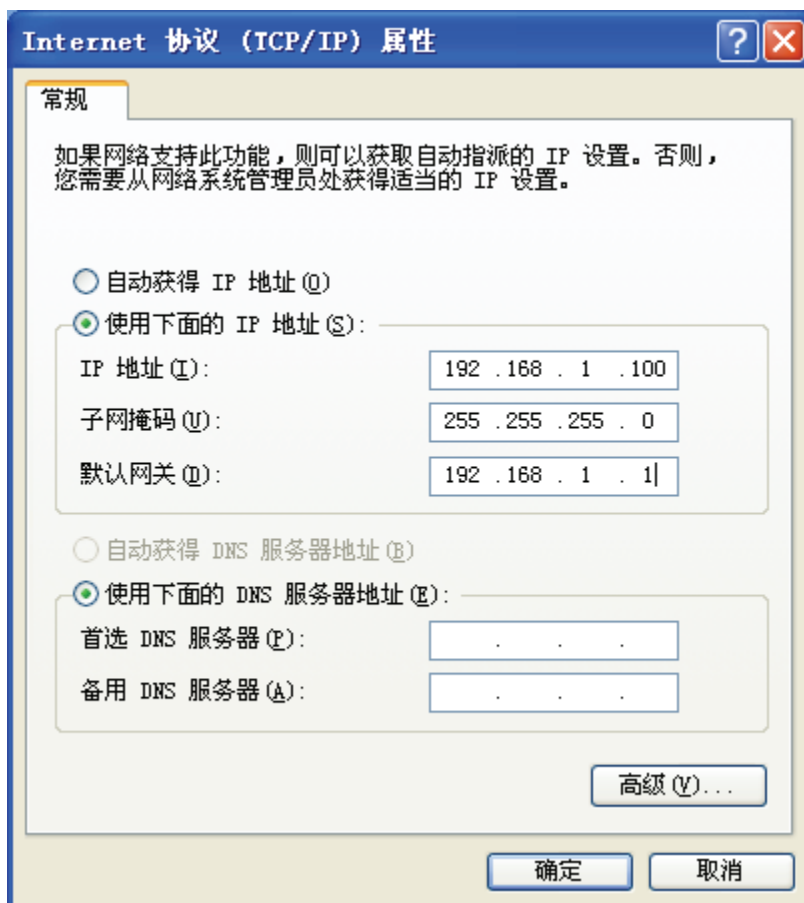 Internet 协议 (TCP/IP) 属性
常规
如果网络支持此功能，则可以获取自动指派的 IP 设置。否则，
您需要从网络系统管理员处获得适当的 IP 设置。
自动获得 IP 地址(O)
使用下面的 IP 地址(S):
IP 地址(I): 192 .168 . 1 .100
子网掩码(U): 255 .255 .255 . 0
默认网关(D): 192 .168 . 1 . 1
自动获得 DNS 服务器地址(B)
使用下面的 DNS 服务器地址(E):
首选 DNS 服务器(P): . . .
备用 DNS 服务器(A): . . .
高级(V)...
确定 取消